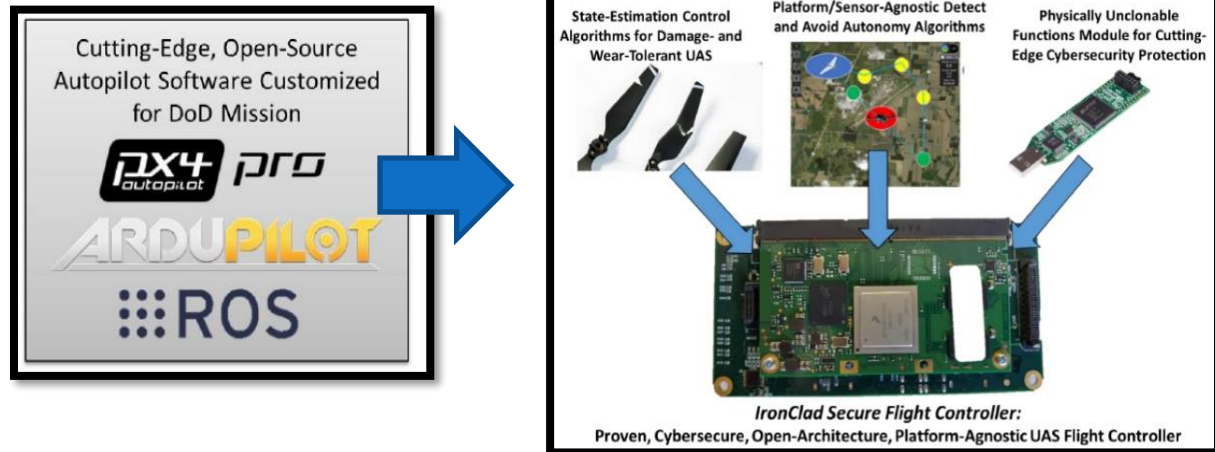 Cutting-Edge, Open-Source
Autopilot Software Customized
for DoD Mission
px4 autopilot pro
ARDUPILOT
ROS
State-Estimation Control
Algorithms for Damage- and
Wear-Tolerant UAS
Platform/Sensor-Agnostic Detect
and Avoid Autonomy Algorithms
Physically Unclonable
Functions Module for Cutting-
Edge Cybersecurity Protection
IronClad Secure Flight Controller:
Proven, Cybersecure, Open-Architecture, Platform-Agnostic UAS Flight Controller